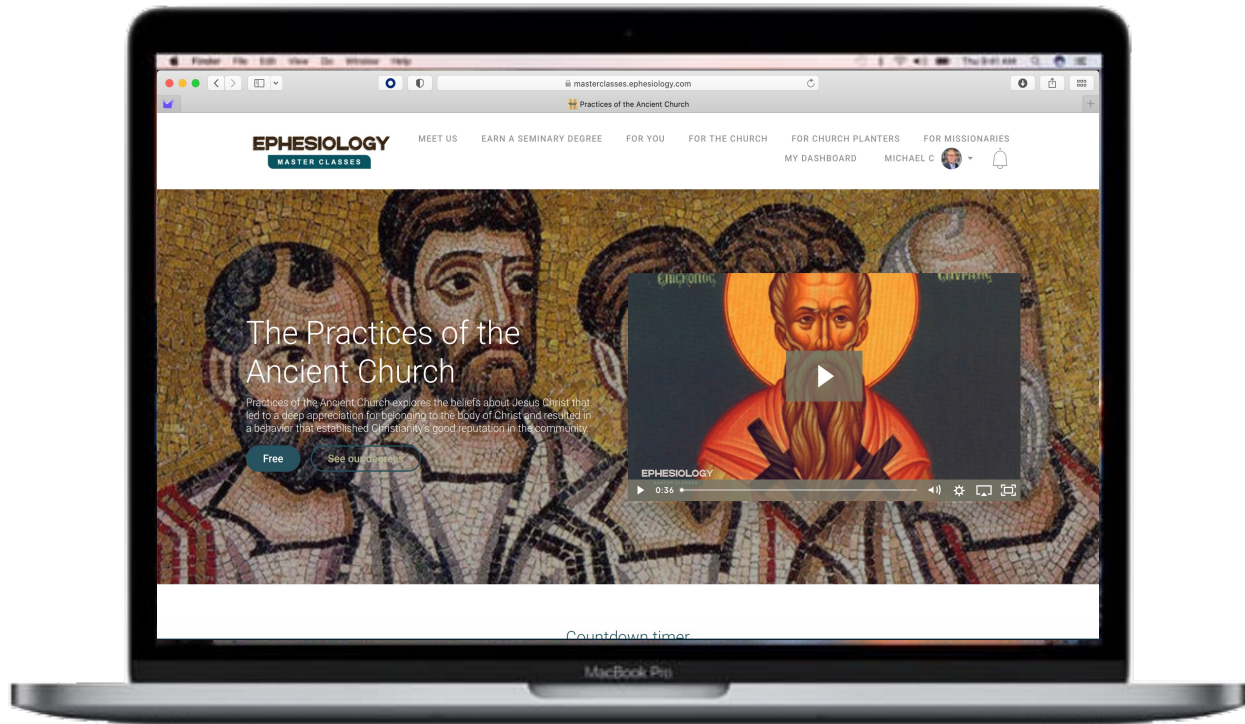 Finder File Edit View Go Window Help
Thu 9:41 AM
masterclasses.ephesiology.com
Practices of the Ancient Church
EPHESIOLOGY
MASTER CLASSES
MEET US EARN A SEMINARY DEGREE FOR YOU FOR THE CHURCH FOR CHURCH PLANTERS FOR MISSIONARIES
MY DASHBOARD MICHAEL C
The Practices of the
Ancient Church
Practices of the Ancient Church explores the beliefs about Jesus Christ that
led to a deep appreciation for belonging to the body of Christ and resulted in
a behavior that established Christianity's good reputation in the community.
Free See our degrees
EPHESIOLOGY
0:36
Countdown timer
MacBook Pro